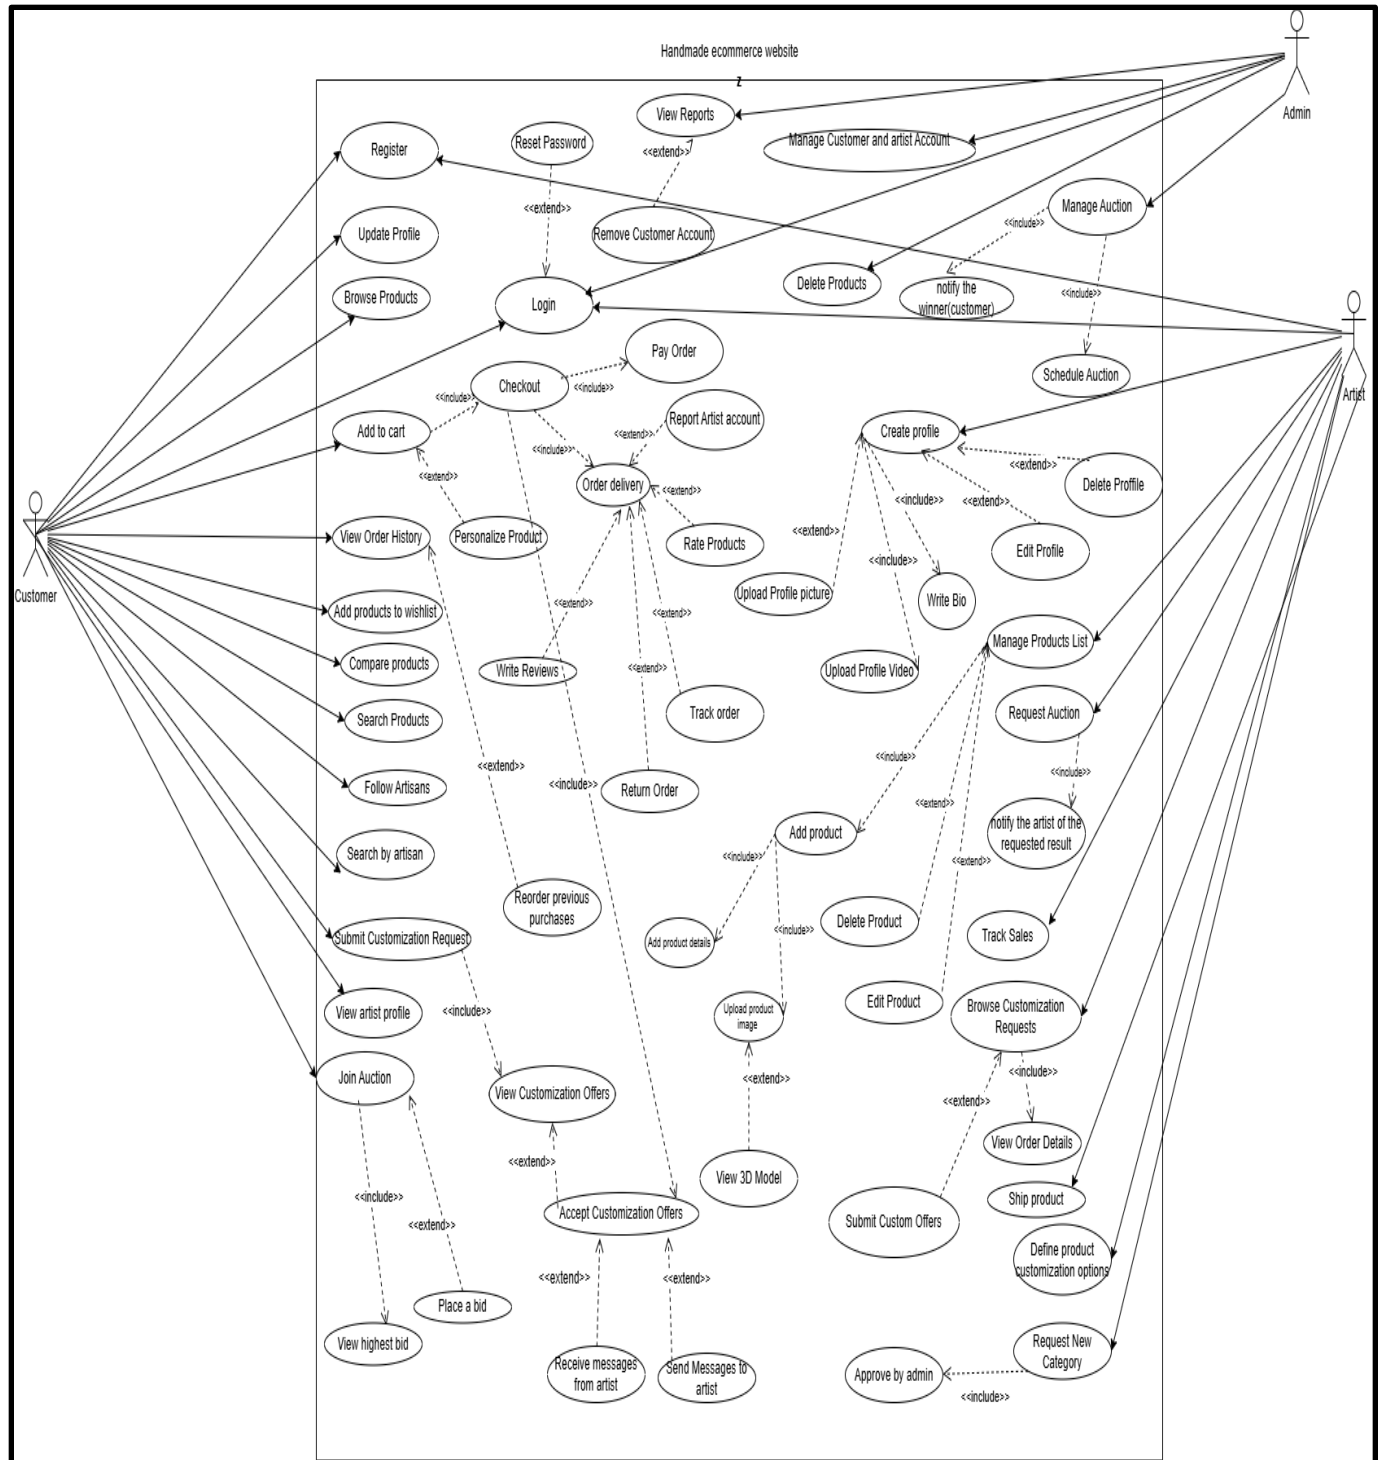 Handmade ecommerce website
z
Admin
View Reports
Register
Reset Password
Manage Customer and artist Account
<<extend>>
Manage Auction
<<extend>>
<<include>>
Update Profile
Remove Customer Account
Delete Products
notify the
winner(customer)
<<include>>
Browse Products
Login
Pay Order
Schedule Auction
Checkout
<<include>>
<<include>>
Artist
Add to cart
Report Artist account
<<extend>>
Create profile
<<include>>
<<extend>>
<<extend>>
Delete Proffile
Order delivery
<<extend>>
<<include>>
<<extend>>
<<extend>>
View Order History
Personalize Product
Rate Products
Edit Profile
<<include>>
Customer
Upload Profile picture
Write Bio
Add products to wishlist
<<extend>>
<<extend>>
Manage Products List
Compare products
Write Reviews
<<extend>>
Upload Profile Video
Search Products
Track order
Request Auction
<<extend>>
<<include>>
<<include>>
<<include>>
Follow Artisans
Return Order
<<extend>>
notify the artist of the
requested result
Add product
Search by artisan
<<include>>
<<extend>>
Reorder previous
purchases
Delete Product
Submit Customization Request
Add product details
<<include>>
Track Sales
View artist profile
<<include>>
Upload product
image
Edit Product
Browse Customization
Requests
Join Auction
View Customization Offers
<<extend>>
<<include>>
<<extend>>
View Order Details
<<extend>>
View 3D Model
<<include>>
Ship product
Accept Customization Offers
<<extend>>
Submit Custom Offers
Define product
customization options
<<extend>>
<<extend>>
Place a bid
View highest bid
Request New
Category
Receive messages
from artist
Send Messages to
artist
Approve by admin
<<include>>